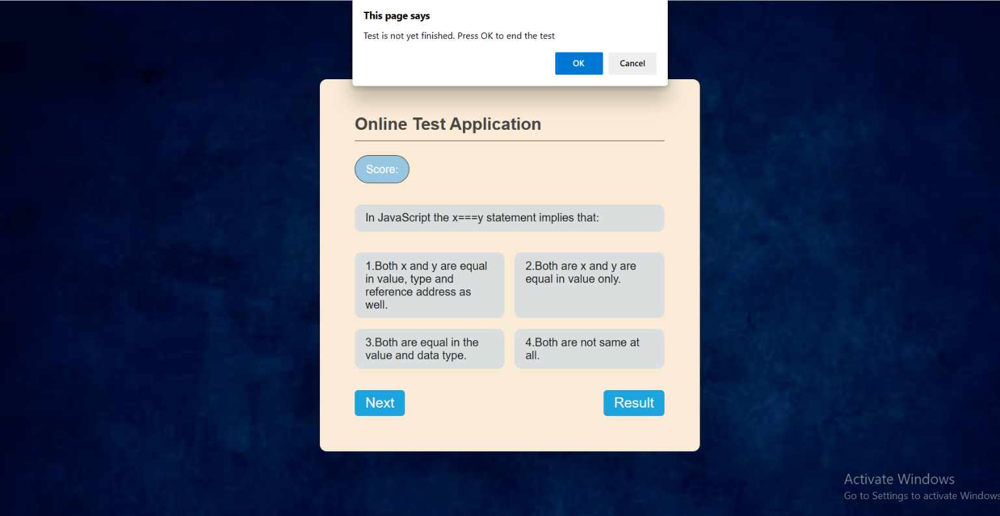 This page says
Test is not yet finished. Press OK to end the test
OK
Cancel
Online Test Application
Score:
In JavaScript the x===y statement implies that:
1.Both x and y are equal
in value, type and
reference address as
well.
2.Both are x and y are
equal in value only.
3.Both are equal in the
value and data type.
4.Both are not same at
all.
Next
Result
Activate Windows
Go to Settings to activate Windows